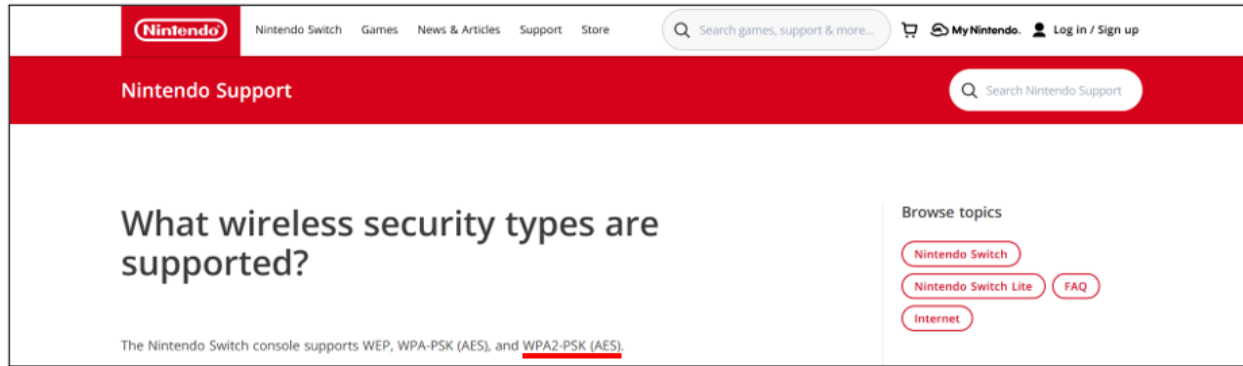 Nintendo Nintendo Switch Games News & Articles Support Store Search games, support & more... My Nintendo. Log in / Sign up
Nintendo Support Search Nintendo Support
What wireless security types are
supported?
The Nintendo Switch console supports WEP, WPA-PSK (AES), and WPA2-PSK (AES).
Browse topics
Nintendo Switch
Nintendo Switch Lite FAQ
Internet